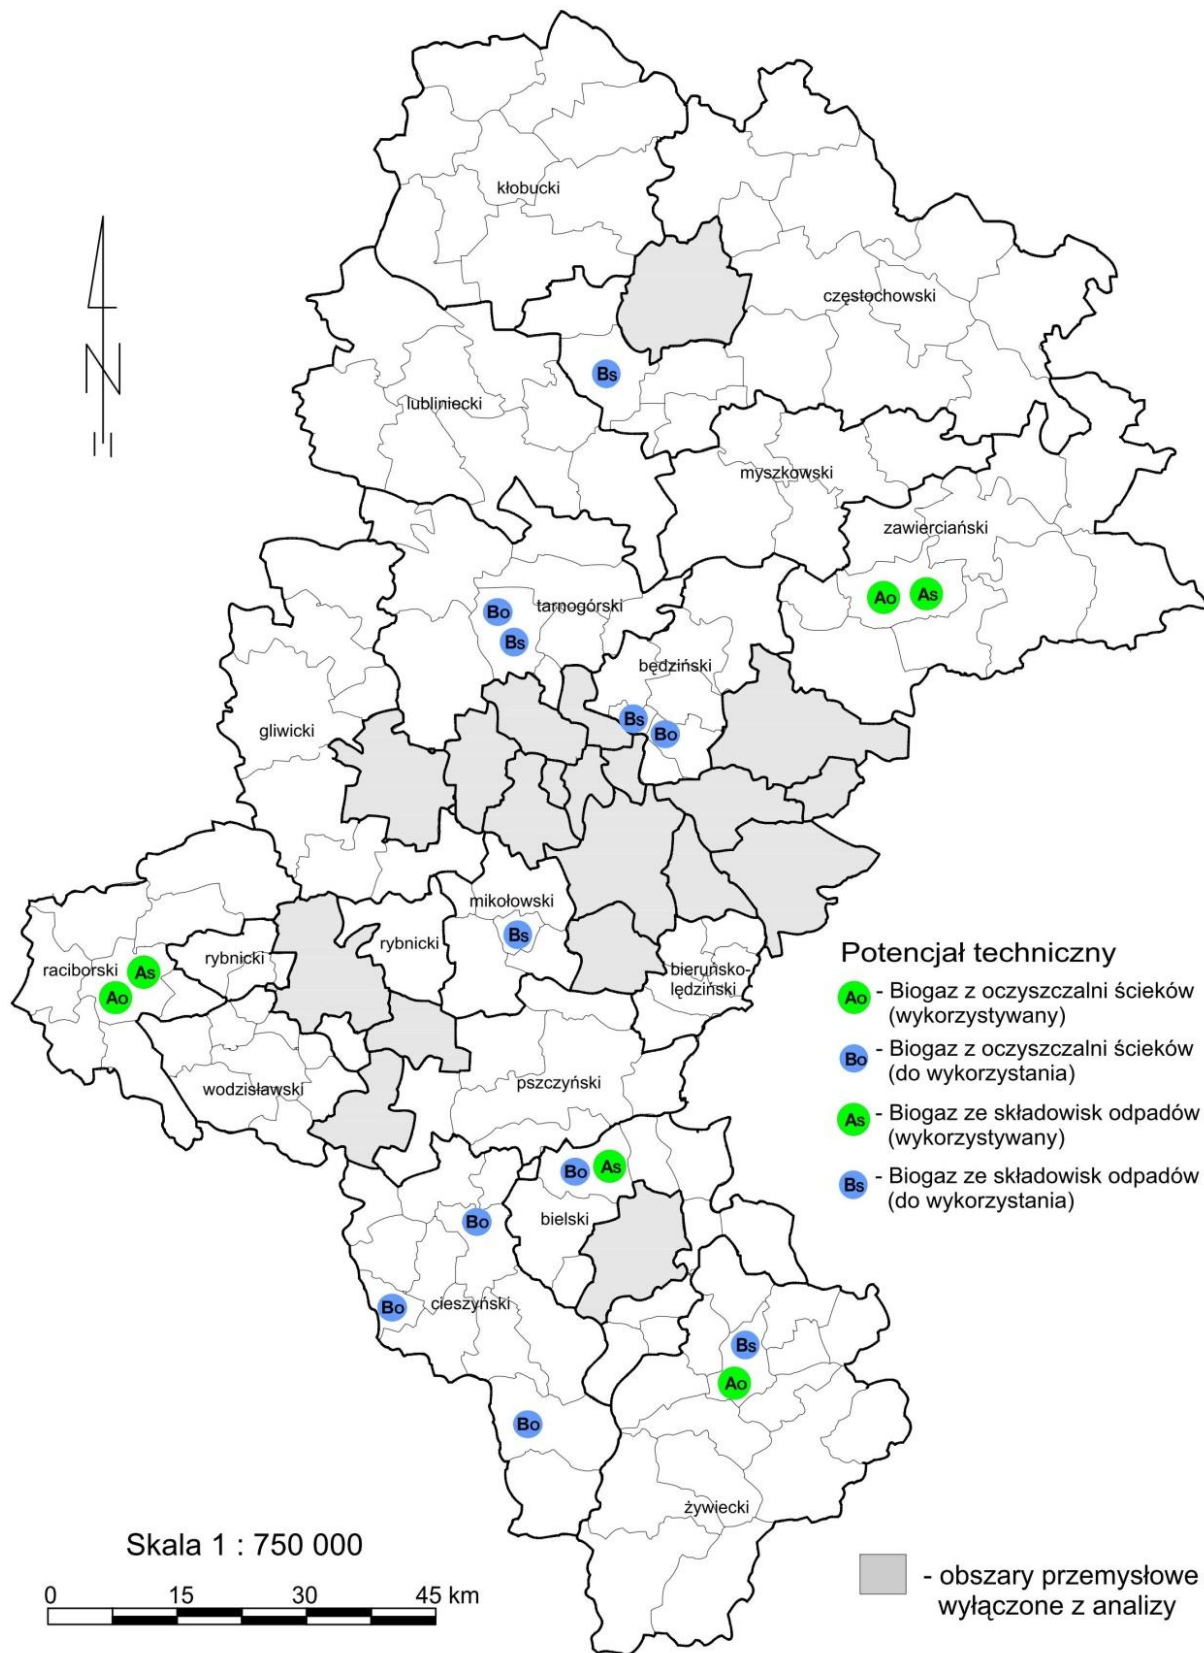 kłobucki
N
częstochowski
Bs
lubliniecki
myszkowski
zawierciański
Ao As
Bo tarnogórski
Bs
będziński
Bs
Bo
gliwicki
mikołowski
Bs
rybnicki
rybnicki
raciborski
As
Ao
bieruńsko-
lędziński
Potencjał techniczny
Ao - Biogaz z oczyszczalni ścieków
(wykorzystywany)
Bo - Biogaz z oczyszczalni ścieków
(do wykorzystania)
As - Biogaz ze składowisk odpadów
(wykorzystywany)
Bs - Biogaz ze składowisk odpadów
(do wykorzystania)
wodzisławski
pszczyński
Bo As
bielski
Bo
Bo
cieszyński
Bs
Ao
Bo
żywiecki
Skala 1 : 750 000
0 15 30 45 km
- obszary przemysłowe
wyłączone z analizy